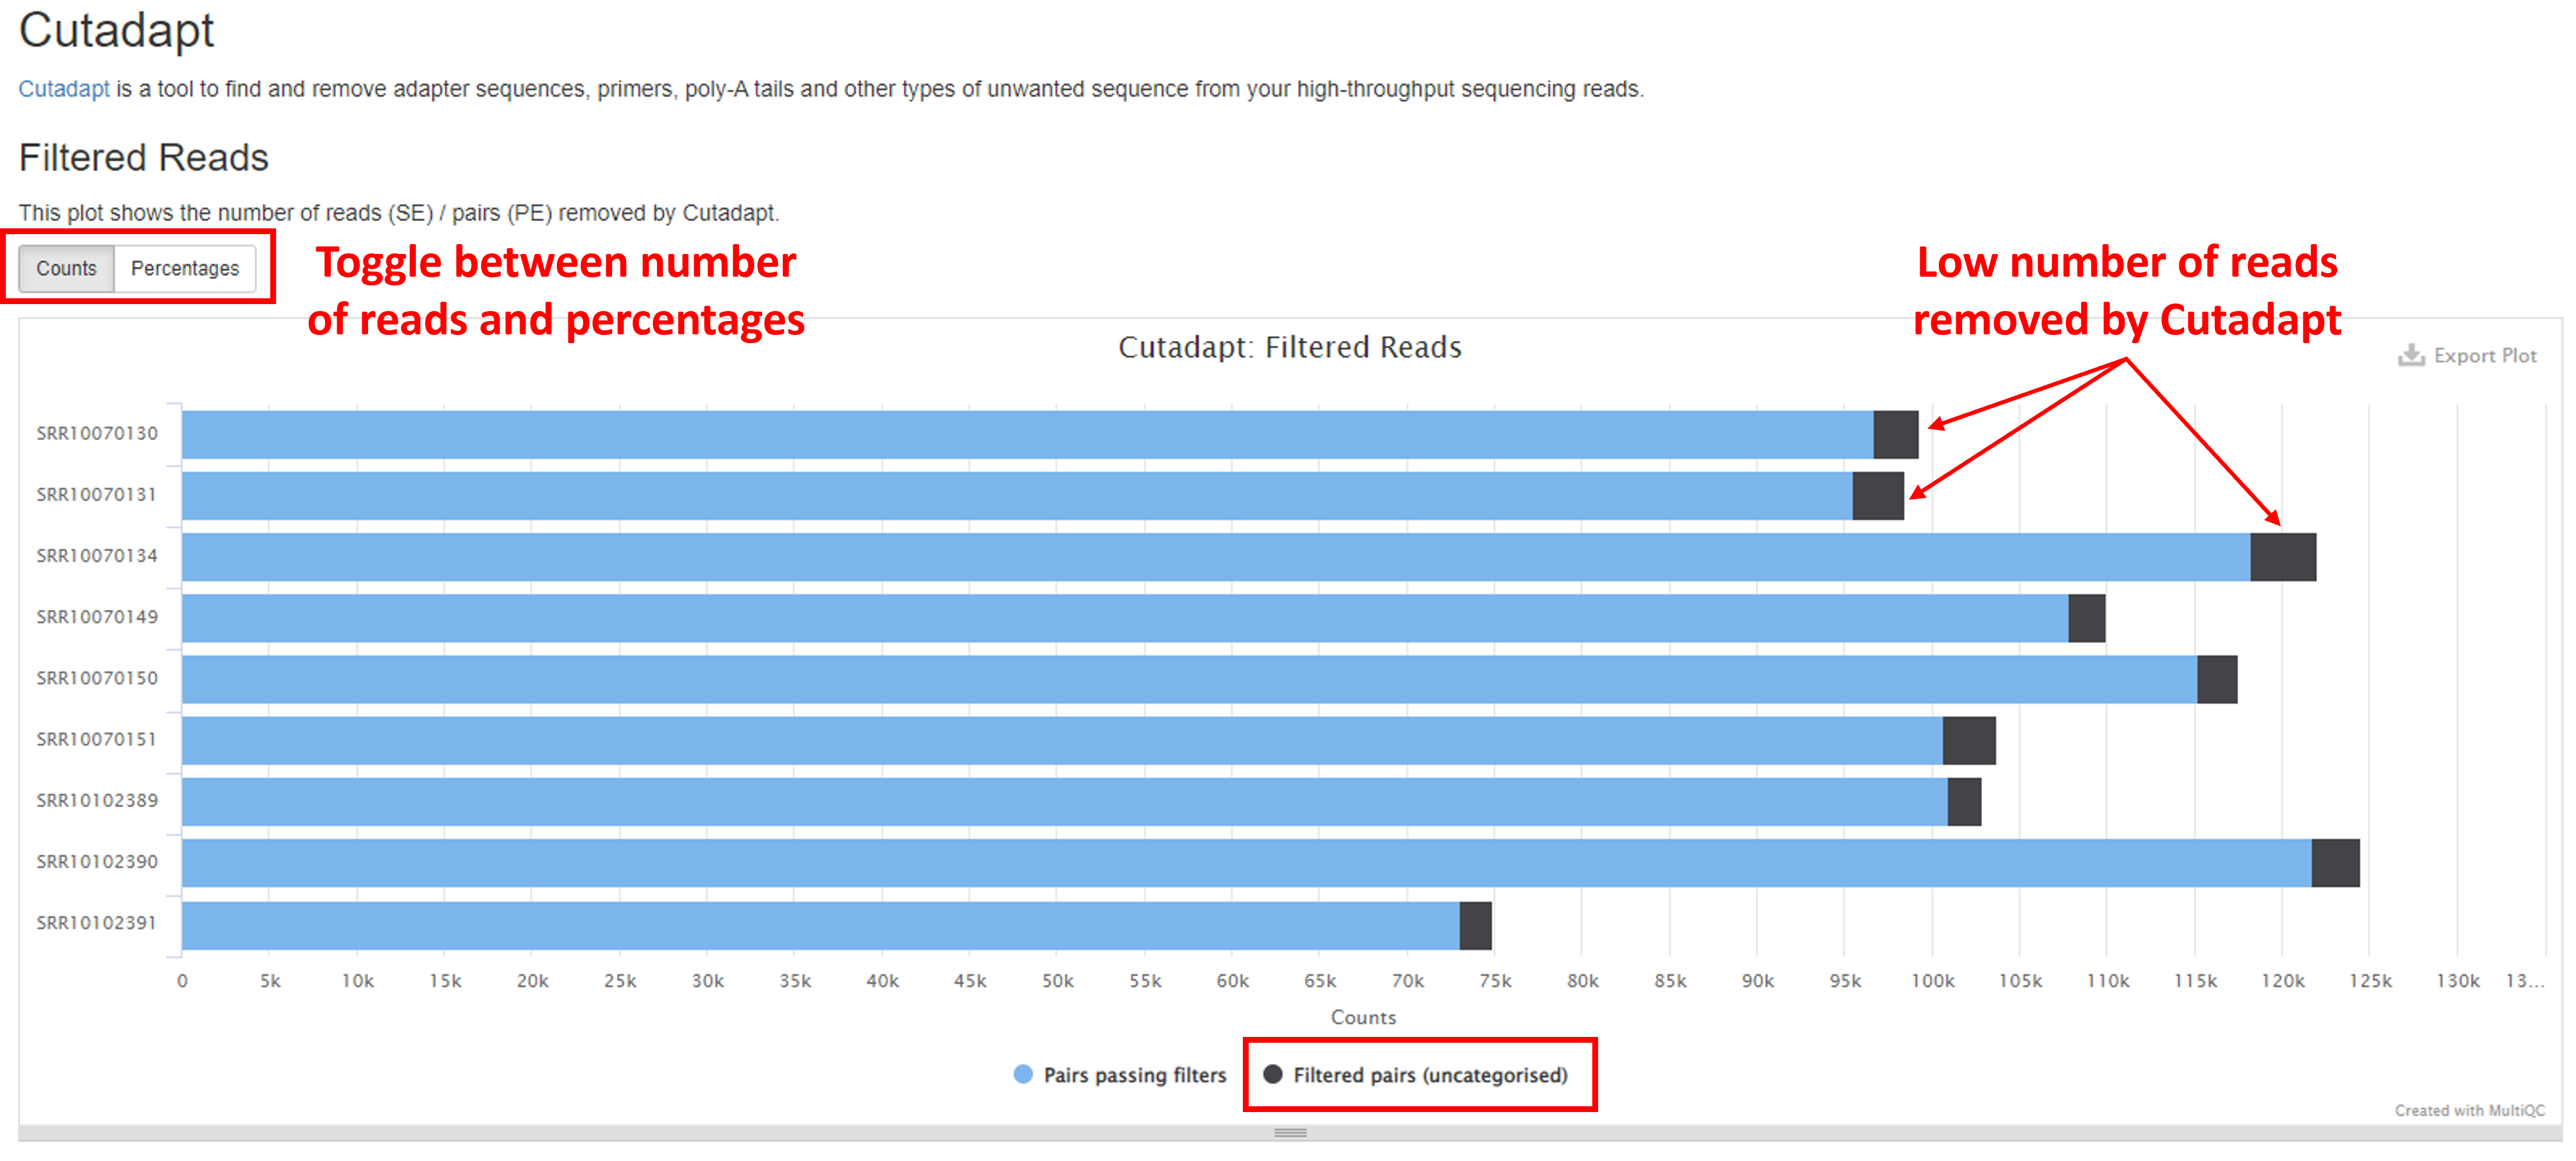 Cutadapt
Cutadapt is a tool to find and remove adapter sequences, primers, poly-A tails and other types of unwanted sequence from your high-throughput sequencing reads.
Filtered Reads
This plot shows the number of reads (SE) / pairs (PE) removed by Cutadapt.
Counts Percentages
Toggle between number
of reads and percentages
Low number of reads
removed by Cutadapt
Cutadapt: Filtered Reads
Export Plot
SRR10070130
SRR10070131
SRR10070134
SRR10070149
SRR10070150
SRR10070151
SRR10102389
SRR10102390
SRR10102391
0 5k 10k 15k 20k 25k 30k 35k 40k 45k 50k 55k 60k 65k 70k 75k 80k 85k 90k 95k 100k 105k 110k 115k 120k 125k 130k 13...
Counts
Pairs passing filters Filtered pairs (uncategorised)
Created with MultiQC